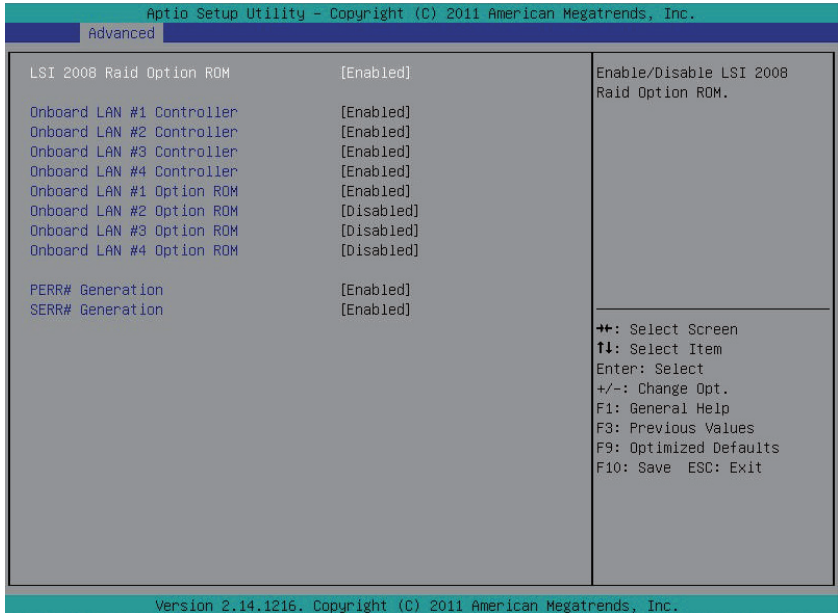 Aptio Setup Utility – Copyright (C) 2011 American Megatrends, Inc.
Advanced
LSI 2008 Raid Option ROM [Enabled]
Onboard LAN #1 Controller [Enabled]
Onboard LAN #2 Controller [Enabled]
Onboard LAN #3 Controller [Enabled]
Onboard LAN #4 Controller [Enabled]
Onboard LAN #1 Option ROM [Enabled]
Onboard LAN #2 Option ROM [Disabled]
Onboard LAN #3 Option ROM [Disabled]
Onboard LAN #4 Option ROM [Disabled]
PERR# Generation [Enabled]
SERR# Generation [Enabled]
Enable/Disable LSI 2008
Raid Option ROM.
→←: Select Screen
↑↓: Select Item
Enter: Select
+/-: Change Opt.
F1: General Help
F3: Previous Values
F9: Optimized Defaults
F10: Save ESC: Exit
Version 2.14.1216. Copyright (C) 2011 American Megatrends, Inc.